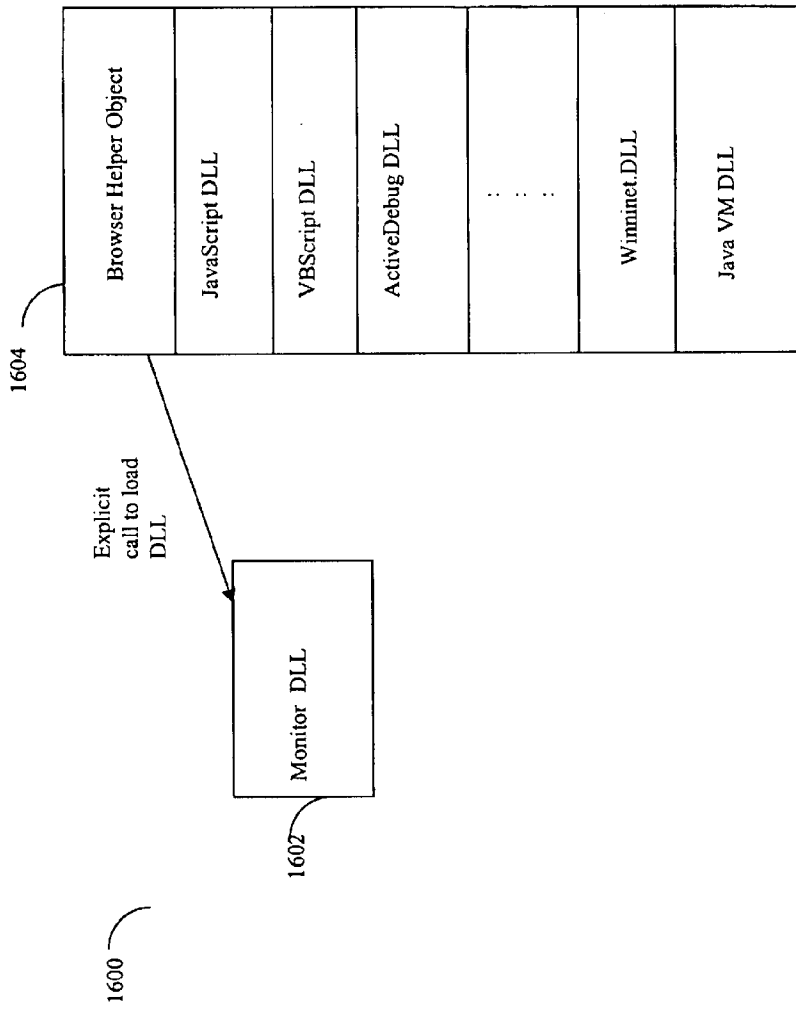 1600
1602
Monitor DLL
Explicit
call to load
DLL
1604
Browser Helper Object
JavaScript DLL
VBScript DLL
ActiveDebug DLL
: : :
Winninet.DLL
Java VM DLL